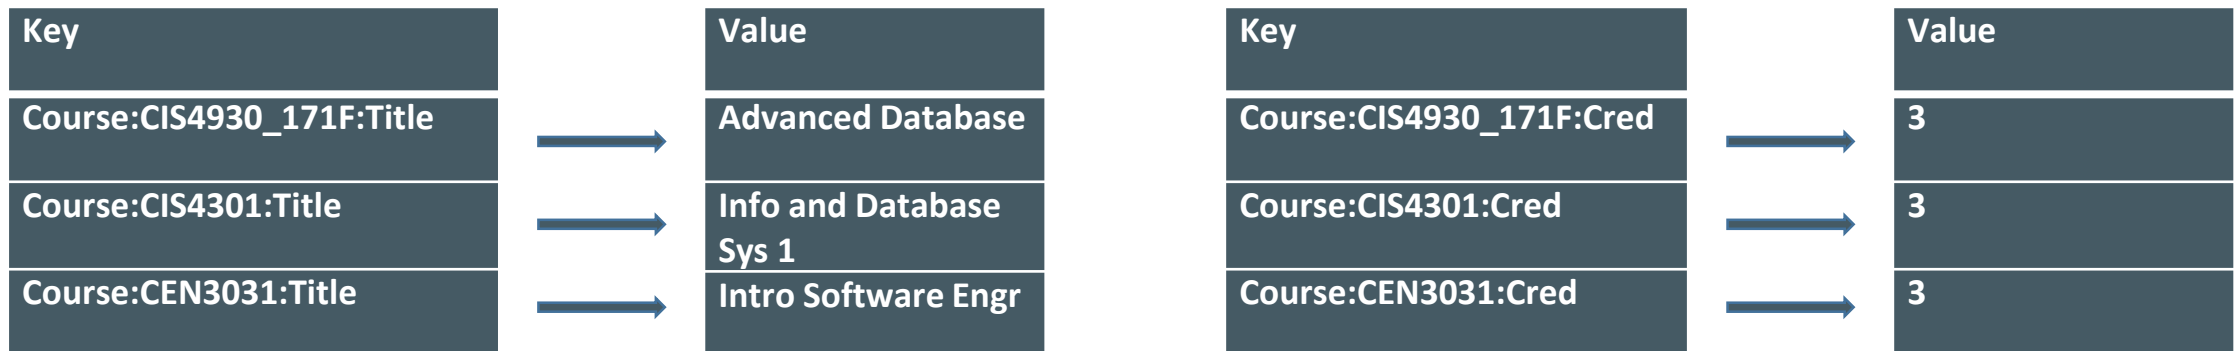 Key
Value
Course:CIS4930_171F:Title
Advanced Database
Course:CIS4301:Title
Info and Database
Sys 1
Course:CEN3031:Title
Intro Software Engr
Key
Value
Course:CIS4930_171F:Cred
3
Course:CIS4301:Cred
3
Course:CEN3031:Cred
3